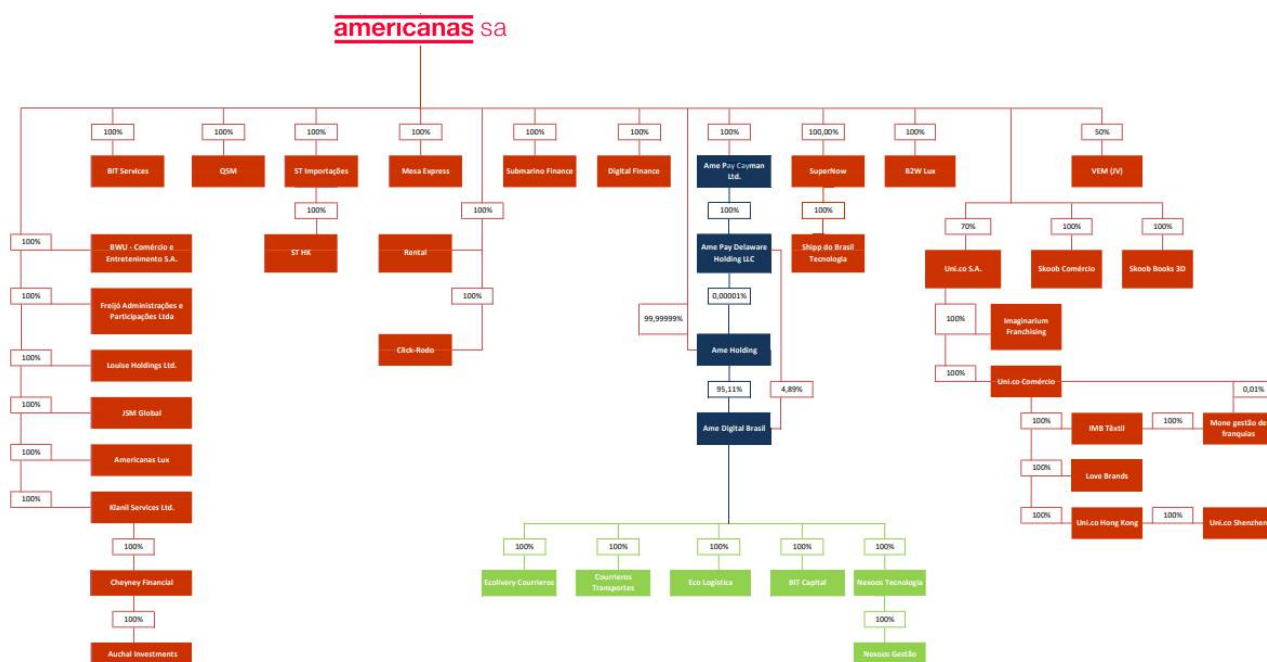 americanas sa
100%
100%
100%
100%
100%
100%
100%
100,00%
100%
50%
BIT Services
QSM
ST Importações
Mesa Express
Submarino Finance
Digital Finance
Ame Pay Cayman
Ltd.
SuperNow
B2W Lux
VEM (JV)
100%
100%
100%
100%
70%
100%
100%
100%
BWU - Comércio e
Entretenimento S.A.
ST HK
Rental
Ame Pay Delaware
Holding LLC
Shipp do Brasil
Tecnologia
Uni.co S.A.
Skoob Comércio
Skoob Books 3D
100%
Freijó Administrações e
Participações Ltda
100%
99,99999%
0,00001%
100%
Imaginarium
Franchising
100%
Louise Holdings Ltd.
Click-Rodo
Ame Holding
100%
Uni.co Comércio
95,11%
4,89%
0,01%
100%
JSM Global
Ame Digital Brasil
100%
IMB Têxtil
100%
Mone gestão de
franquias
100%
Americanas Lux
100%
Love Brands
100%
Klanil Services Ltd.
100%
Uni.co Hong Kong
100%
Uni.co Shenzhen
100%
100%
100%
100%
100%
100%
Cheyney Financial
Ecolivery Courrieros
Courrieros
Transportes
Eco Logística
BIT Capital
Nexoos Tecnologia
100%
100%
Auchal Investments
Nexoos Gestão